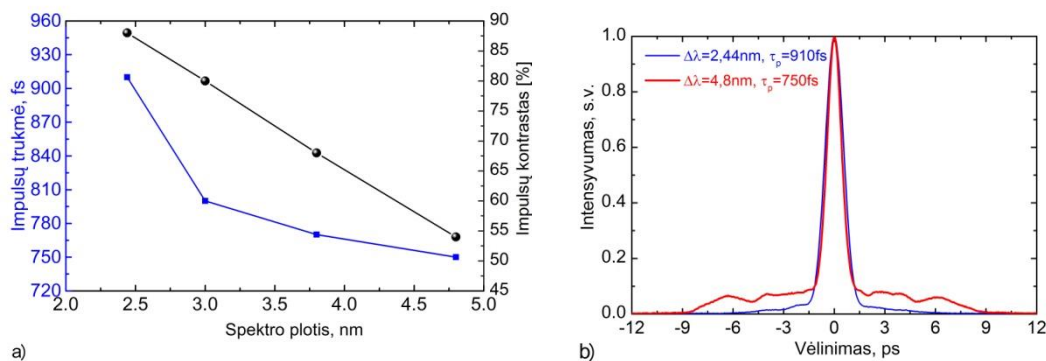 960
930
900
870
840
810
780
750
720
Impulsų trukmė, fs
90
85
80
75
70
65
60
55
50
45
Impulsų kontrastas [%]
2.0 2.5 3.0 3.5 4.0 4.5 5.0
Spektro plotis, nm
a)
1.0
0.8
0.6
0.4
0.2
0.0
Intensyvumas, s.v.
Δλ=2,44nm, τp=910fs
Δλ=4,8nm, τp=750fs
-12 -9 -6 -3 0 3 6 9 12
Vėlinimas, ps
b)